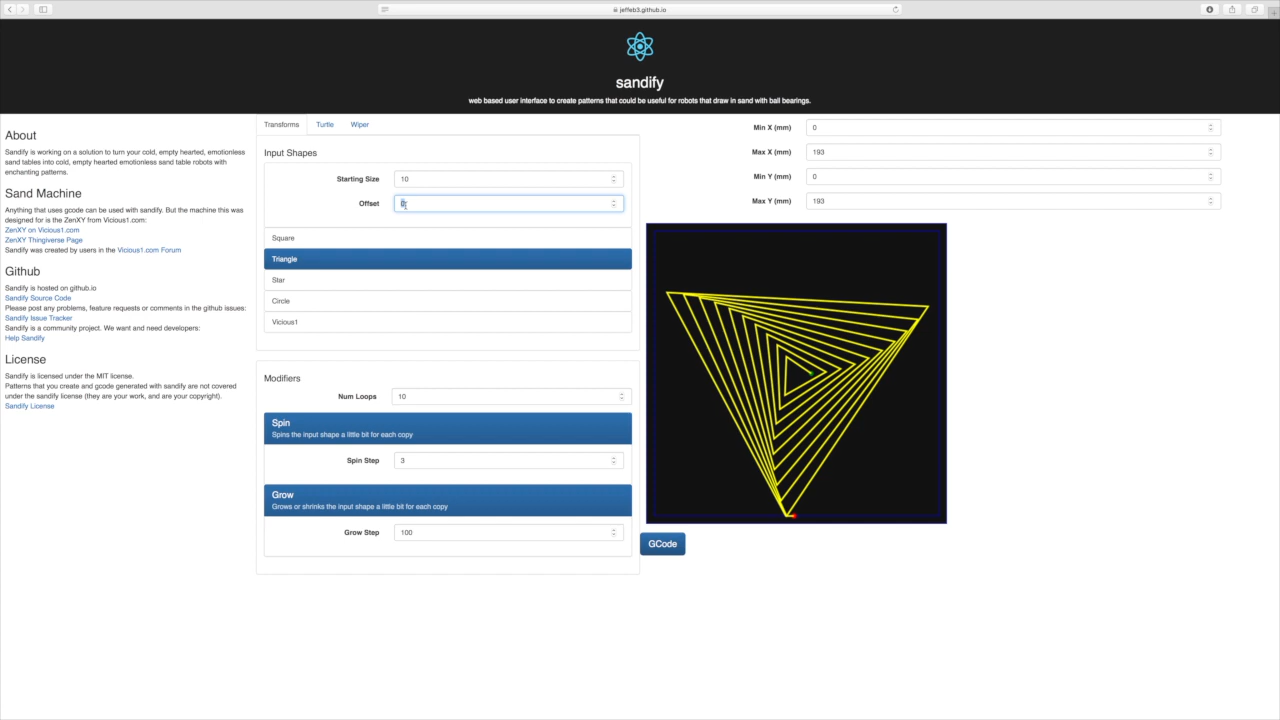 jeffeb3.github.io
sandify
web based user interface to create patterns that could be useful for robots that draw in sand with ball bearings.
About
Sandify is working on a solution to turn your cold, empty hearted, emotionless
sand tables into cold, empty hearted emotionless sand table robots with
enchanting patterns.
Sand Machine
Anything that uses gcode can be used with sandify. But the machine this was
designed for is the ZenXY from Vicious1.com:
ZenXY on Vicious1.com
ZenXY Thingiverse Page
Sandify was created by users in the Vicious1.com Forum
Github
Sandify is hosted on github.io
Sandify Source Code
Please post any problems, feature requests or comments in the github issues:
Sandify Issue Tracker
Sandify is a community project. We want and need developers:
Help Sandify
License
Sandify is licensed under the MIT license.
Patterns that you create and gcode generated with sandify are not covered
under the sandify license (they are your work, and are your copyright).
Sandify License
Transforms Turtle Wiper
Input Shapes
Starting Size 10
Offset
Square
Triangle
Star
Circle
Vicious1
Modifiers
Num Loops 10
Spin
Spins the input shape a little bit for each copy
Spin Step 3
Grow
Grows or shrinks the input shape a little bit for each copy
Grow Step 100
Min X (mm) 0
Max X (mm) 193
Min Y (mm) 0
Max Y (mm) 193
GCode